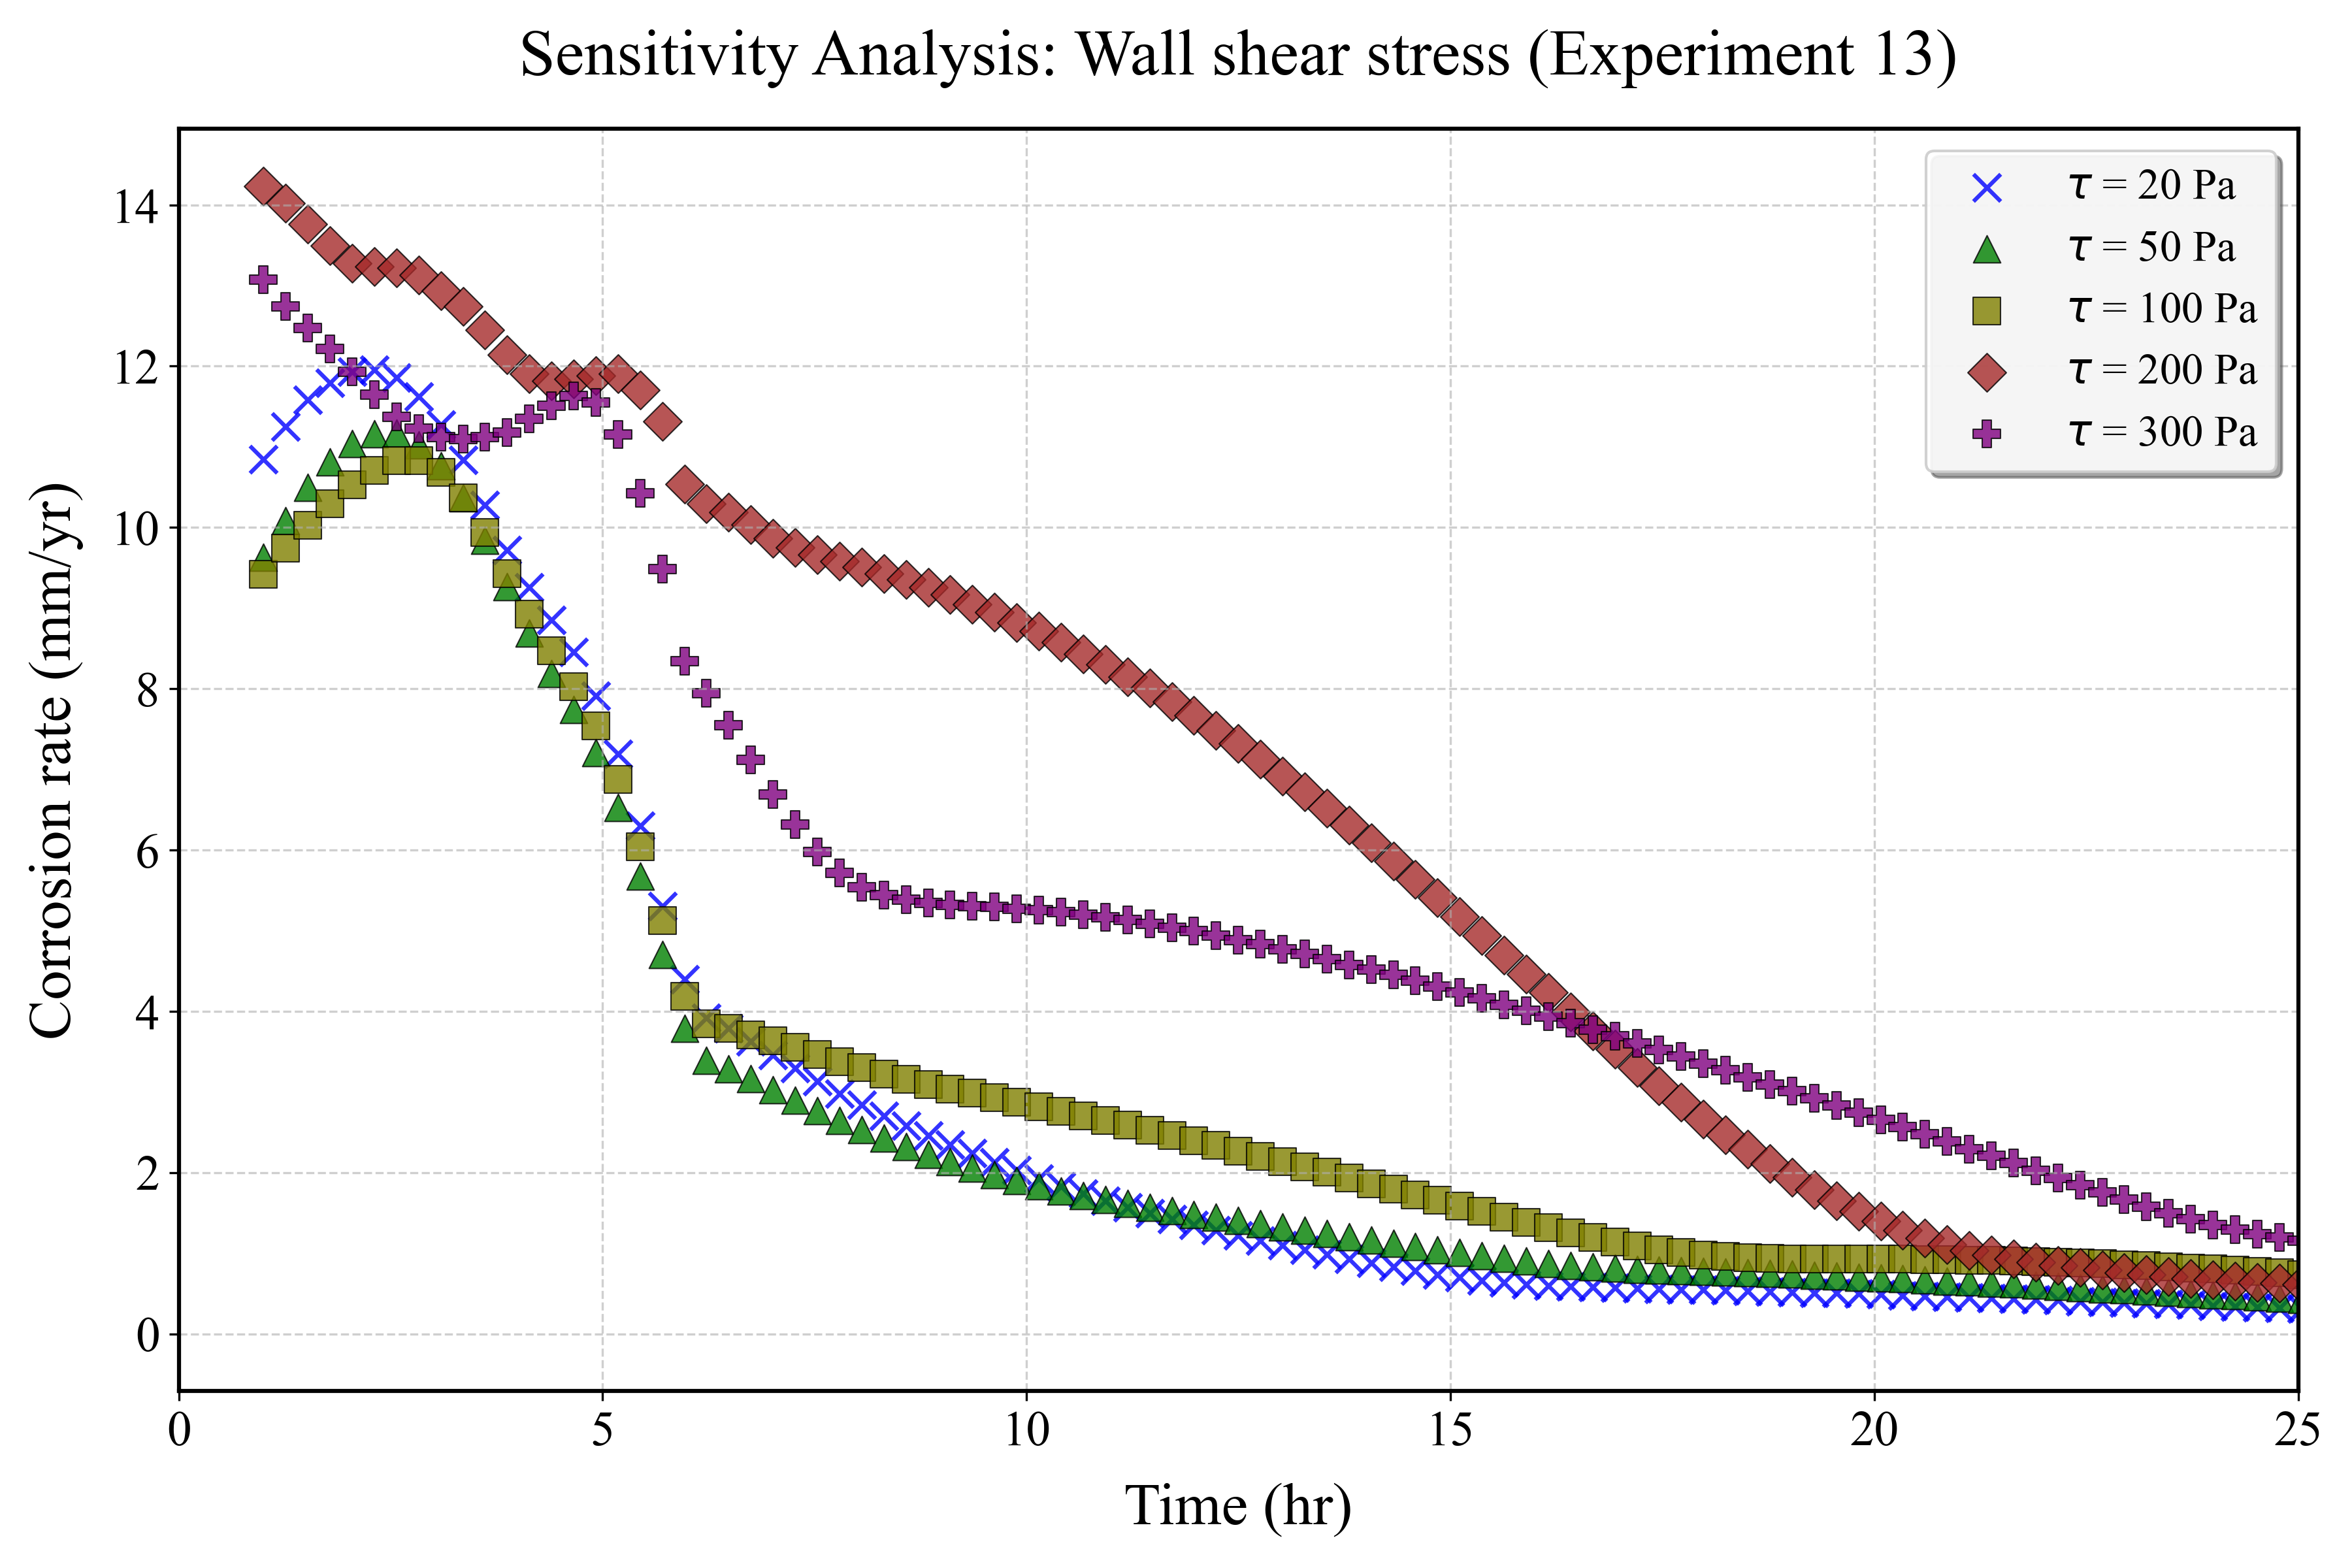 Sensitivity Analysis: Wall shear stress (Experiment 13)
τ = 20 Pa
τ = 50 Pa
τ = 100 Pa
τ = 200 Pa
τ = 300 Pa
Corrosion rate (mm/yr)
14
12
10
8
6
4
2
0
0 5 10 15 20 25
Time (hr)